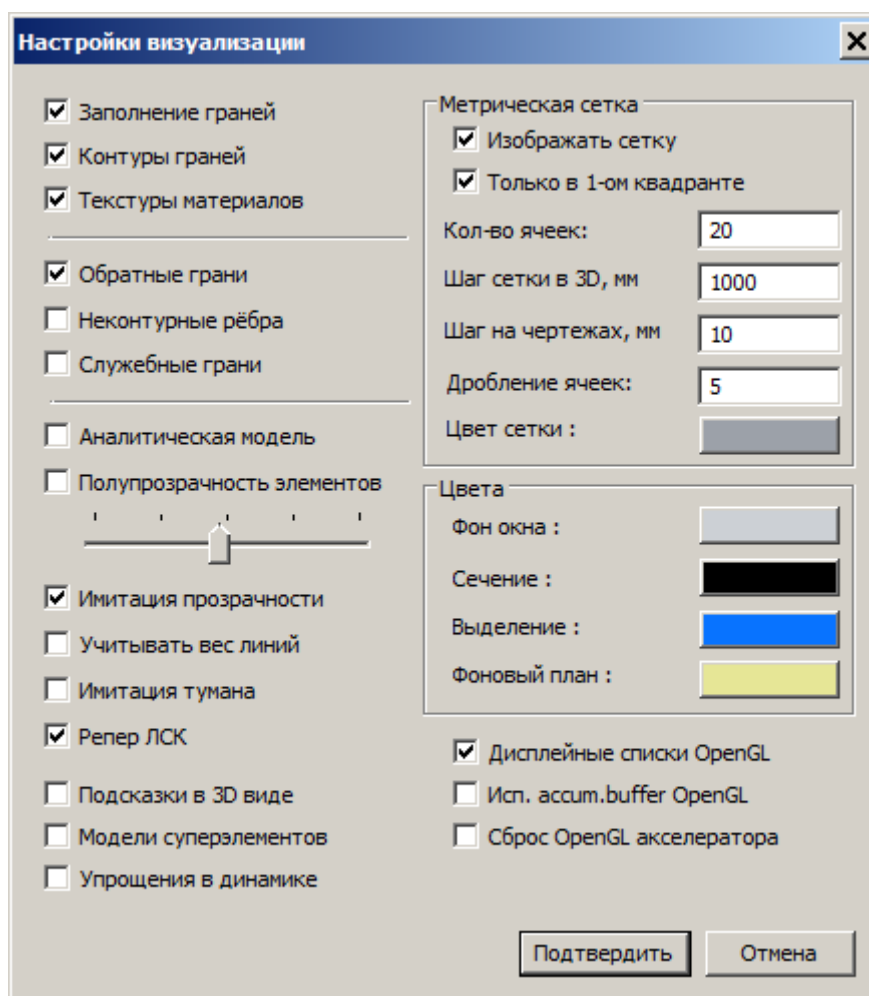 Настройки визуализации
Заполнение граней
Контуры граней
Текстуры материалов
Обратные грани
Неконтурные рёбра
Служебные грани
Аналитическая модель
Полупрозрачность элементов
Имитация прозрачности
Учитывать вес линий
Имитация тумана
Репер ЛСК
Подсказки в 3D виде
Модели суперэлементов
Упрощения в динамике
Метрическая сетка
Изображать сетку
Только в 1-ом квадранте
Кол-во ячеек: 20
Шаг сетки в 3D, мм 1000
Шаг на чертежах, мм 10
Дробление ячеек: 5
Цвет сетки :
Цвета
Фон окна :
Сечение :
Выделение :
Фоновый план :
Дисплейные списки OpenGL
Исп. accum.buffer OpenGL
Сброс OpenGL акселератора
Подтвердить Отмена